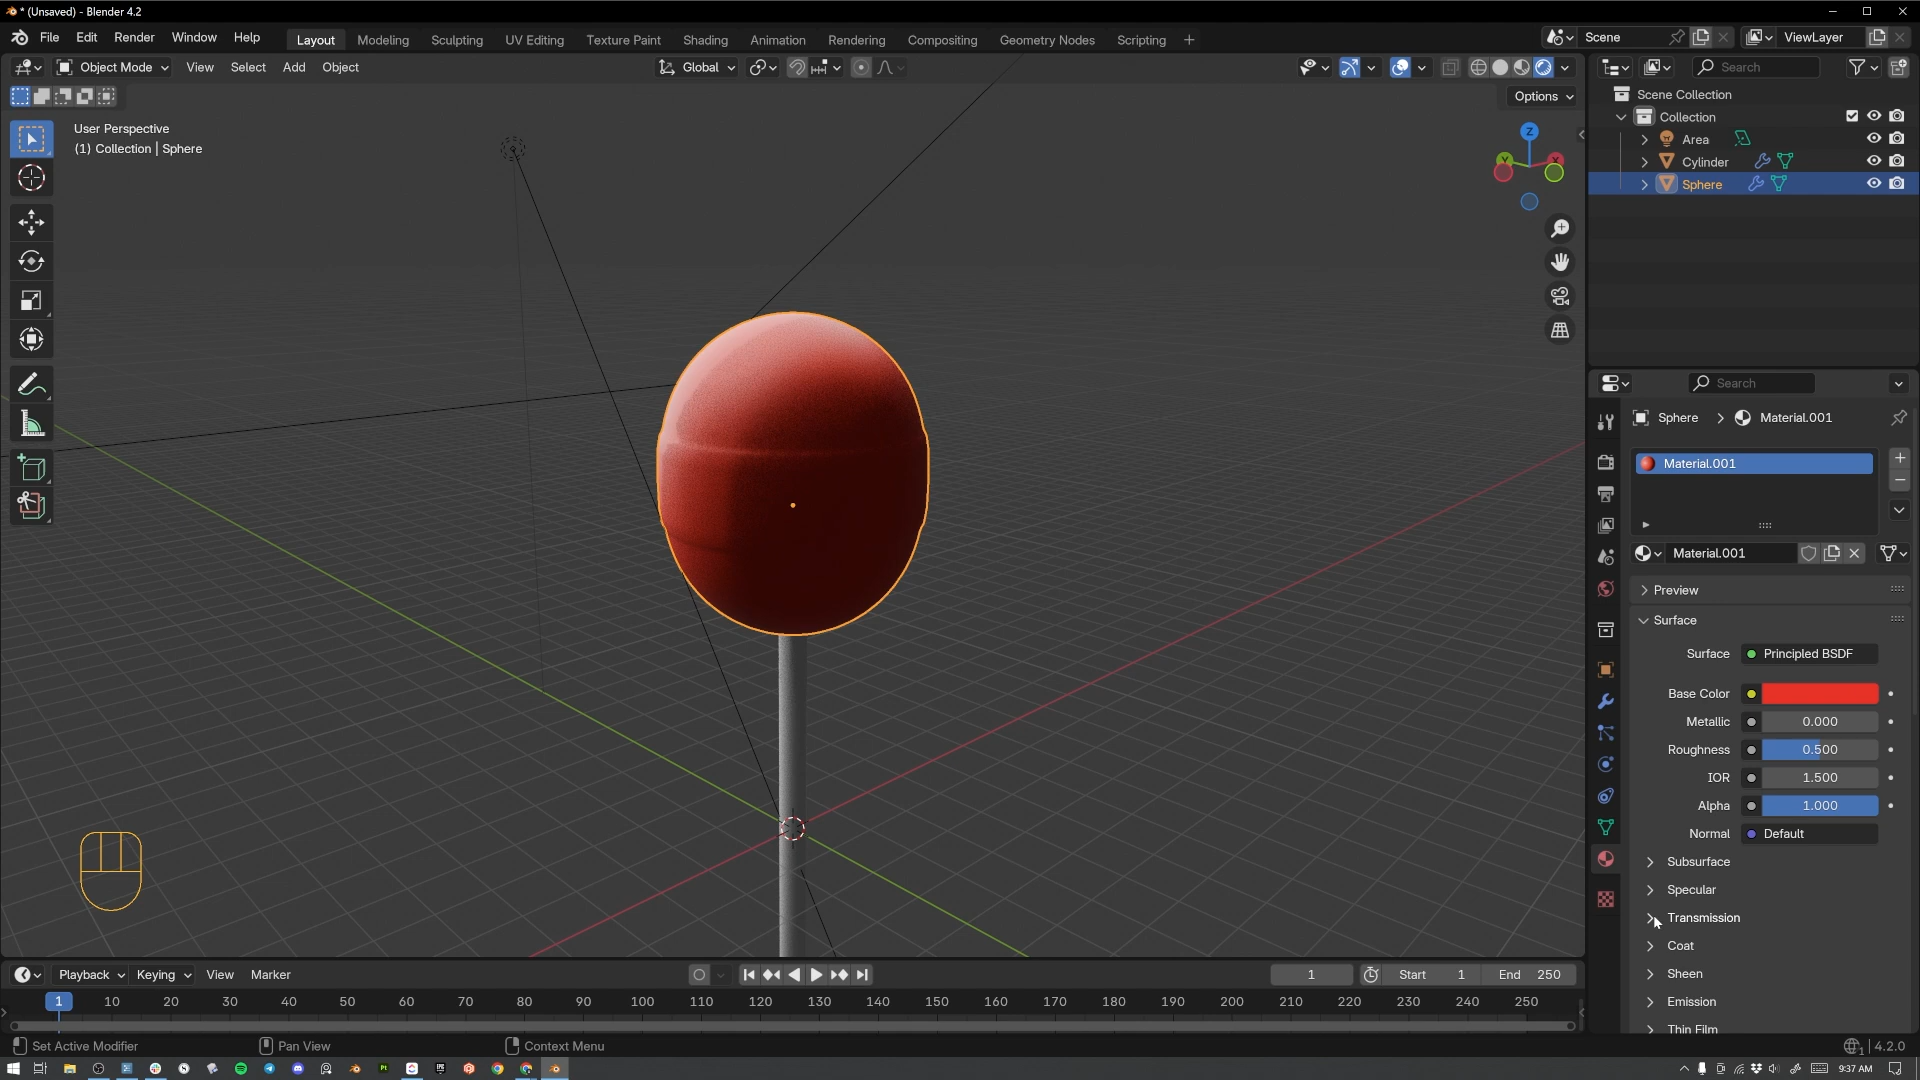 * (Unsaved) - Blender 4.2
File Edit Render Window Help
Layout Modeling Sculpting UV Editing Texture Paint Shading Animation Rendering Compositing Geometry Nodes Scripting +
Scene
ViewLayer
Object Mode View Select Add Object
Global
Search
Options
User Perspective
(1) Collection | Sphere
Z
Y
X
Scene Collection
Collection
Area
Cylinder
Sphere
Search
Sphere > Material.001
Material.001
Material.001
Preview
Surface
Surface Principled BSDF
Base Color
Metallic 0.000
Roughness 0.500
IOR 1.500
Alpha 1.000
Normal Default
Subsurface
Specular
Transmission
Coat
Sheen
Emission
Thin Film
Playback Keying View Marker
1 Start 1 End 250
1 10 20 30 40 50 60 70 80 90 100 110 120 130 140 150 160 170 180 190 200 210 220 230 240 250
Set Active Modifier Pan View Context Menu
4.2.0
9:37 AM